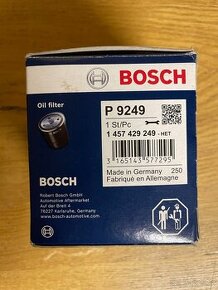 BOSCH
Oil filter
P 9249
1 St/Pc
1 457 429 249 -HET
3 165143 577295
Made in Germany 250
Fabriqué en Allemagne
BOSCH
Robert Bosch GmbH
Automotive Aftermarket
Auf der Breit 4
76227 Karlsruhe, Germany
www.bosch-automotive.com